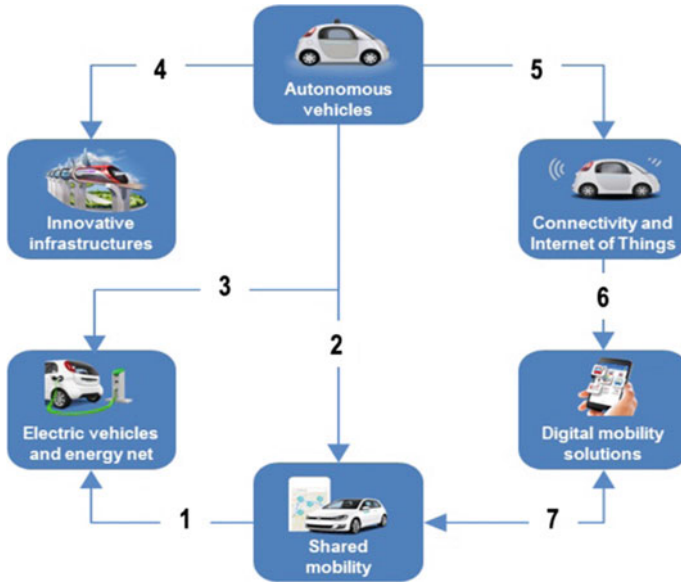 4
5
Autonomous
vehicles
Innovative
infrastructures
Connectivity and
Internet of Things
3
6
2
Electric vehicles
and energy net
Digital mobility
solutions
1
7
Shared
mobility